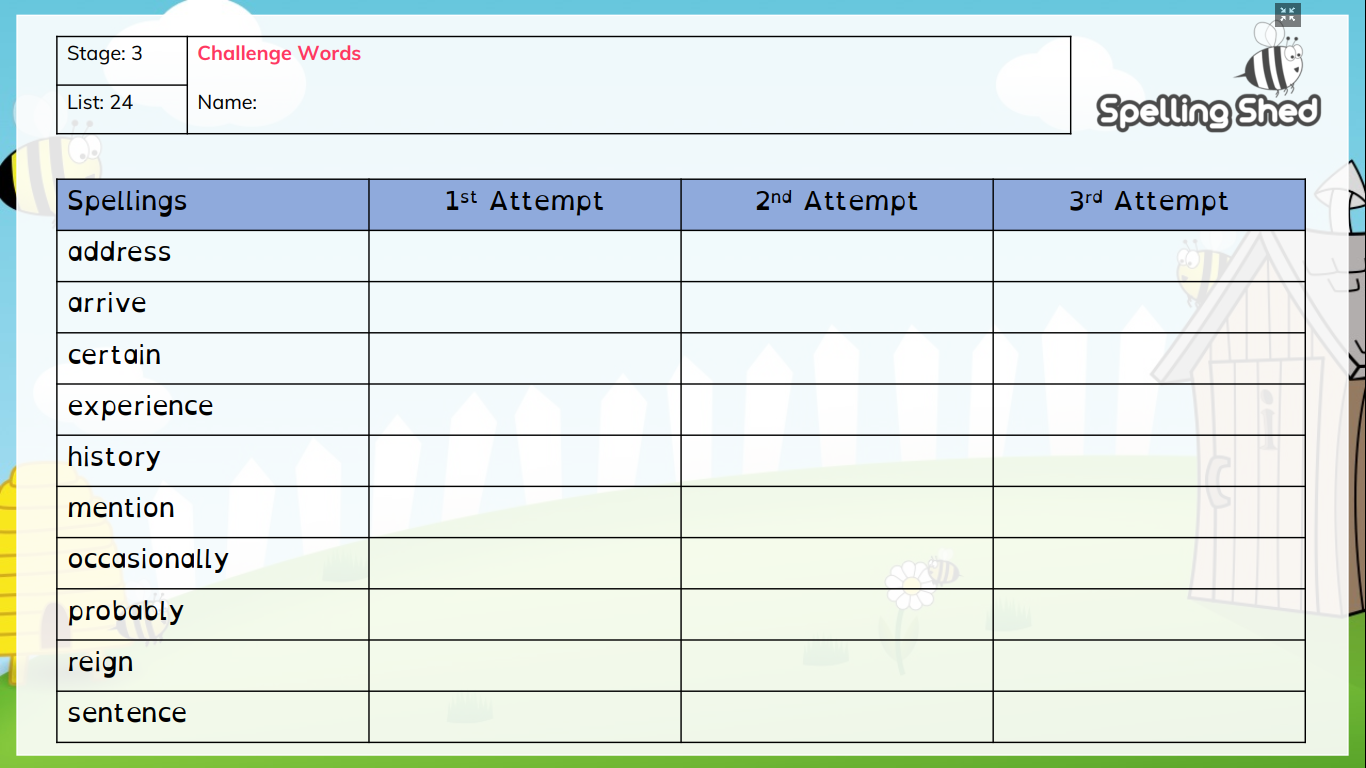 Stage: 3
Challenge Words
List: 24
Name:
Spelling Shed
Spellings 1st Attempt 2nd Attempt 3rd Attempt
address
arrive
certain
experience
history
mention
occasionally
probably
reign
sentence